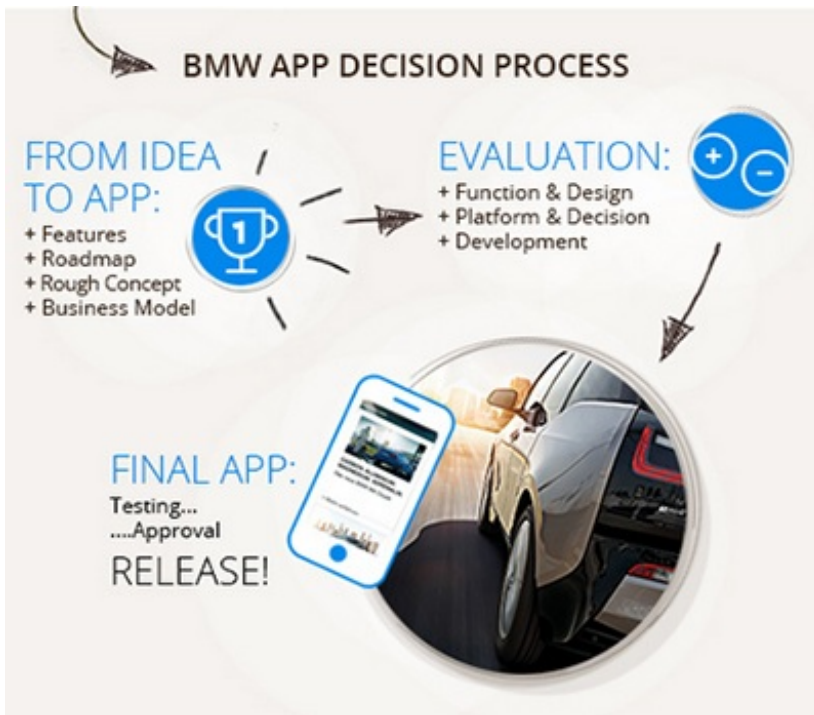 BMW APP DECISION PROCESS
FROM IDEA
TO APP:
+ Features
+ Roadmap
+ Rough Concept
+ Business Model
1
EVALUATION:
+ Function & Design
+ Platform & Decision
+ Development
+
−
FINAL APP:
Testing...
....Approval
RELEASE!